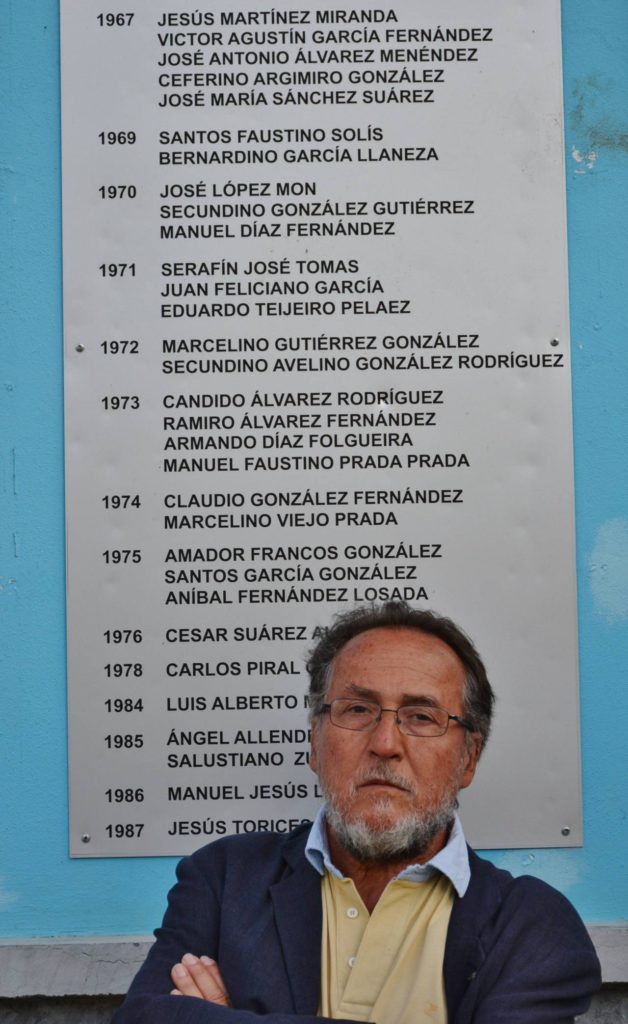 1967 JESÚS MARTÍNEZ MIRANDA
VICTOR AGUSTÍN GARCÍA FERNÁNDEZ
JOSÉ ANTONIO ÁLVAREZ MENÉNDEZ
CEFERINO ARGIMIRO GONZÁLEZ
JOSÉ MARÍA SÁNCHEZ SUÁREZ
1969 SANTOS FAUSTINO SOLÍS
BERNARDINO GARCÍA LLANEZA
1970 JOSÉ LÓPEZ MON
SECUNDINO GONZÁLEZ GUTIÉRREZ
MANUEL DÍAZ FERNÁNDEZ
1971 SERAFÍN JOSÉ TOMAS
JUAN FELICIANO GARCÍA
EDUARDO TEIJEIRO PELAEZ
1972 MARCELINO GUTIÉRREZ GONZÁLEZ
SECUNDINO AVELINO GONZÁLEZ RODRÍGUEZ
1973 CANDIDO ÁLVAREZ RODRÍGUEZ
RAMIRO ÁLVAREZ FERNÁNDEZ
ARMANDO DÍAZ FOLGUEIRA
MANUEL FAUSTINO PRADA PRADA
1974 CLAUDIO GONZÁLEZ FERNÁNDEZ
MARCELINO VIEJO PRADA
1975 AMADOR FRANCOS GONZÁLEZ
SANTOS GARCÍA GONZÁLEZ
ANÍBAL FERNÁNDEZ LOSADA
1976 CESAR SUÁREZ
1978 CARLOS PIRAL
1984 LUIS ALBERTO
1985 ÁNGEL
SALUSTIANO
1986 MANUEL JESÚS
1987 JESÚS